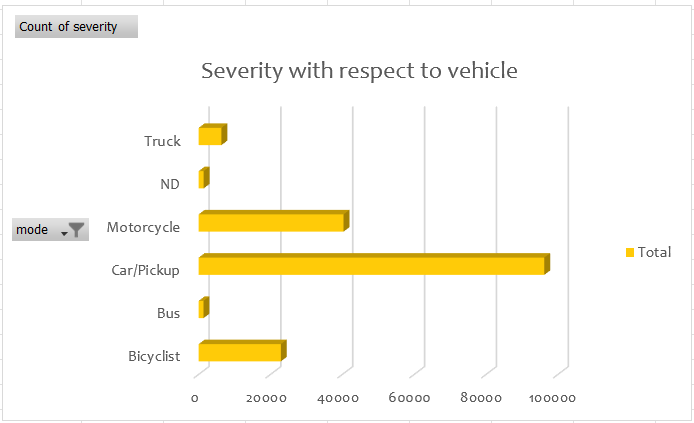 Count of severity
Severity with respect to vehicle
Truck
ND
Motorcycle
mode
Car/Pickup
Total
Bus
Bicyclist
0 20000 40000 60000 80000 100000